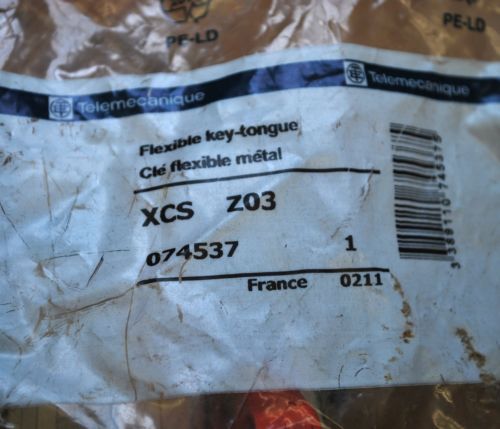 PE-LD
PE-LD
Telemecanique
Telemecanique
Flexible key-tongue
Clé flexible métal
XCS Z03
074537 1
France 0211